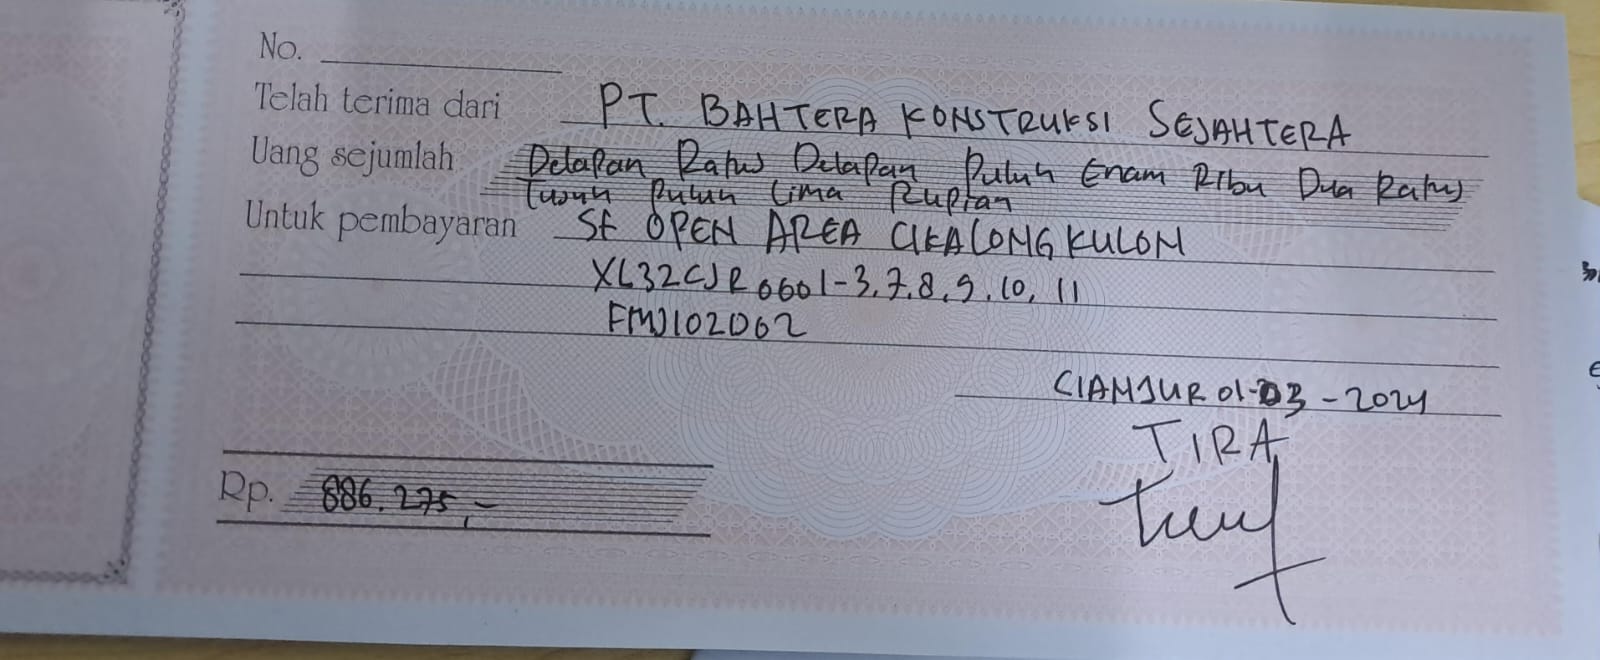 No.
Telah terima dari PT. BAHTERA KONSTRUKSI SEJAHTERA
Uang sejumlah Delapan Ratus Delapan Puluh Enam Ribu Dua Ratus
Tujuh Puluh Lima Rupiah
Untuk pembayaran Sf OPEN AREA CIKALONG KULON
XL32CJR0601-3,7.8.9.10, 11
FMJ102D62
CIANJUR 01-03-2024
TIRA
Rp. 886.275,-